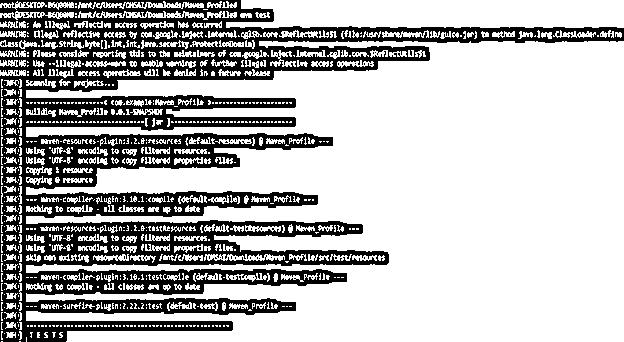 root@DESKTOP-B6Q00MB:/mnt/c/Users/OMSAI/Downloads/Maven_Profile#
root@DESKTOP-B6Q00MB:/mnt/c/Users/OMSAI/Downloads/Maven_Profile# mvn test
WARNING: An illegal reflective access operation has occurred
WARNING: Illegal reflective access by com.google.inject.internal.cglib.core.$ReflectUtils$1 (file:/usr/share/maven/lib/guice.jar) to method java.lang.ClassLoader.define
Class(java.lang.String,byte[],int,int,java.security.ProtectionDomain)
WARNING: Please consider reporting this to the maintainers of com.google.inject.internal.cglib.core.$ReflectUtils$1
WARNING: Use --illegal-access=warn to enable warnings of further illegal reflective access operations
WARNING: All illegal access operations will be denied in a future release
[INFO] Scanning for projects...
[INFO]
[INFO] --------------------< com.example:Maven_Profile >---------------------
[INFO] Building Maven_Profile 0.0.1-SNAPSHOT
[INFO] --------------------------------[ jar ]---------------------------------
[INFO]
[INFO] --- maven-resources-plugin:3.2.0:resources (default-resources) @ Maven_Profile ---
[INFO] Using 'UTF-8' encoding to copy filtered resources.
[INFO] Using 'UTF-8' encoding to copy filtered properties files.
[INFO] Copying 1 resource
[INFO] Copying 0 resource
[INFO]
[INFO] --- maven-compiler-plugin:3.10.1:compile (default-compile) @ Maven_Profile ---
[INFO] Nothing to compile - all classes are up to date
[INFO]
[INFO] --- maven-resources-plugin:3.2.0:testResources (default-testResources) @ Maven_Profile ---
[INFO] Using 'UTF-8' encoding to copy filtered resources.
[INFO] Using 'UTF-8' encoding to copy filtered properties files.
[INFO] skip non existing resourceDirectory /mnt/c/Users/OMSAI/Downloads/Maven_Profile/src/test/resources
[INFO]
[INFO] --- maven-compiler-plugin:3.10.1:testCompile (default-testCompile) @ Maven_Profile ---
[INFO] Nothing to compile - all classes are up to date
[INFO]
[INFO] --- maven-surefire-plugin:2.22.2:test (default-test) @ Maven_Profile ---
[INFO]
[INFO] -------------------------------------------------------
[INFO] T E S T S